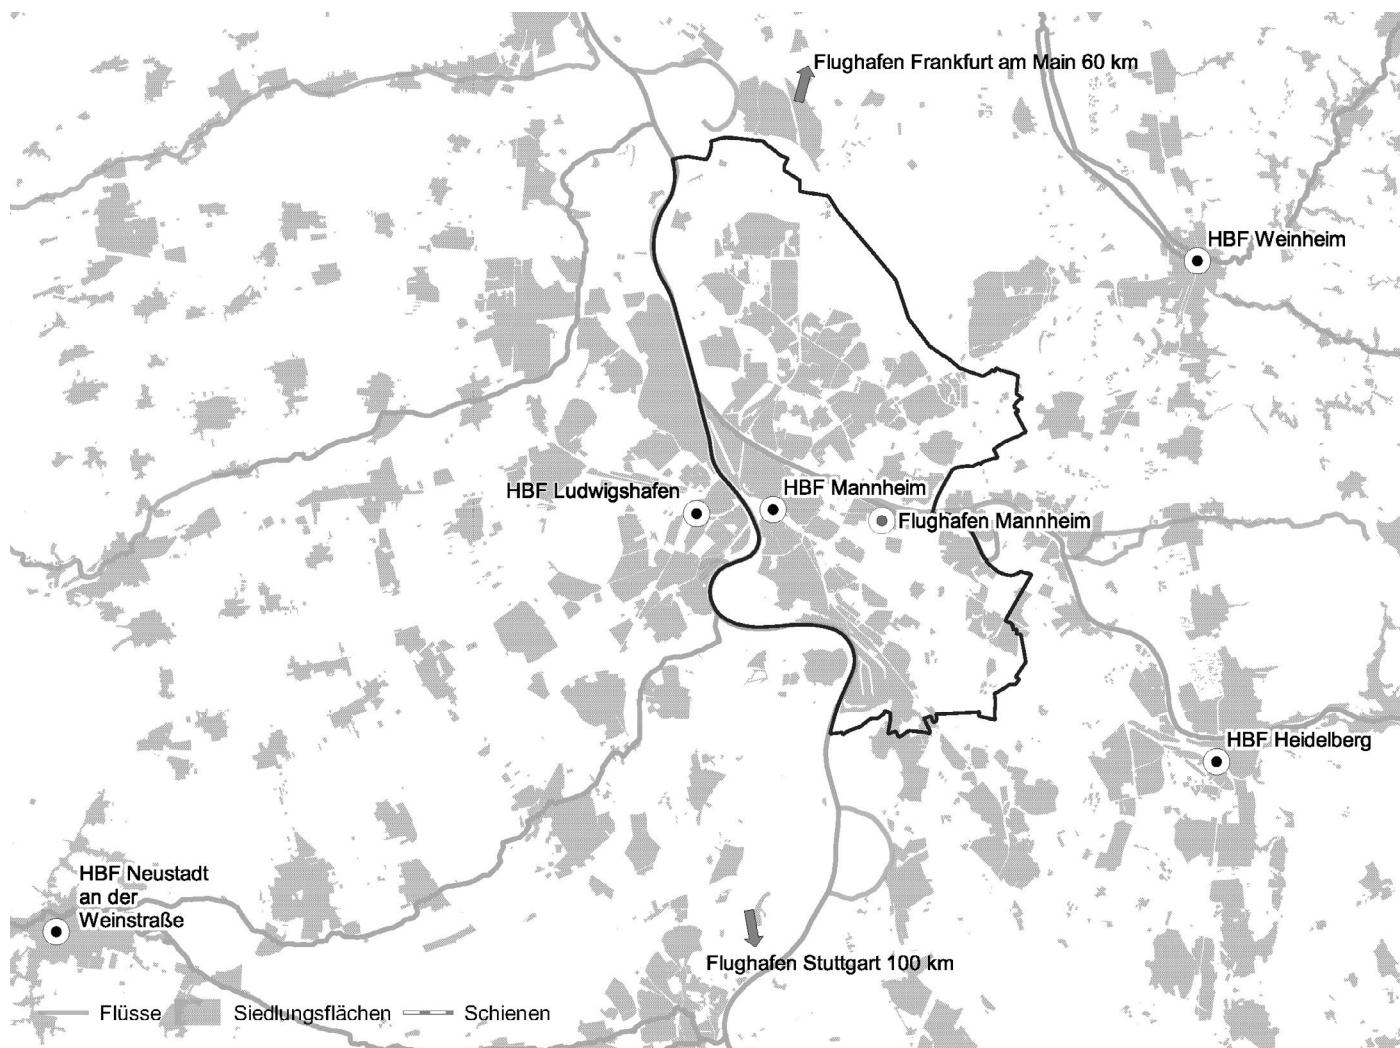 Flughafen Frankfurt am Main 60 km
HBF Weinheim
HBF Ludwigshafen
HBF Mannheim
Flughafen Mannheim
HBF Heidelberg
HBF Neustadt
an der
Weinstraße
Flughafen Stuttgart 100 km
Flüsse
Siedlungsflächen
Schienen